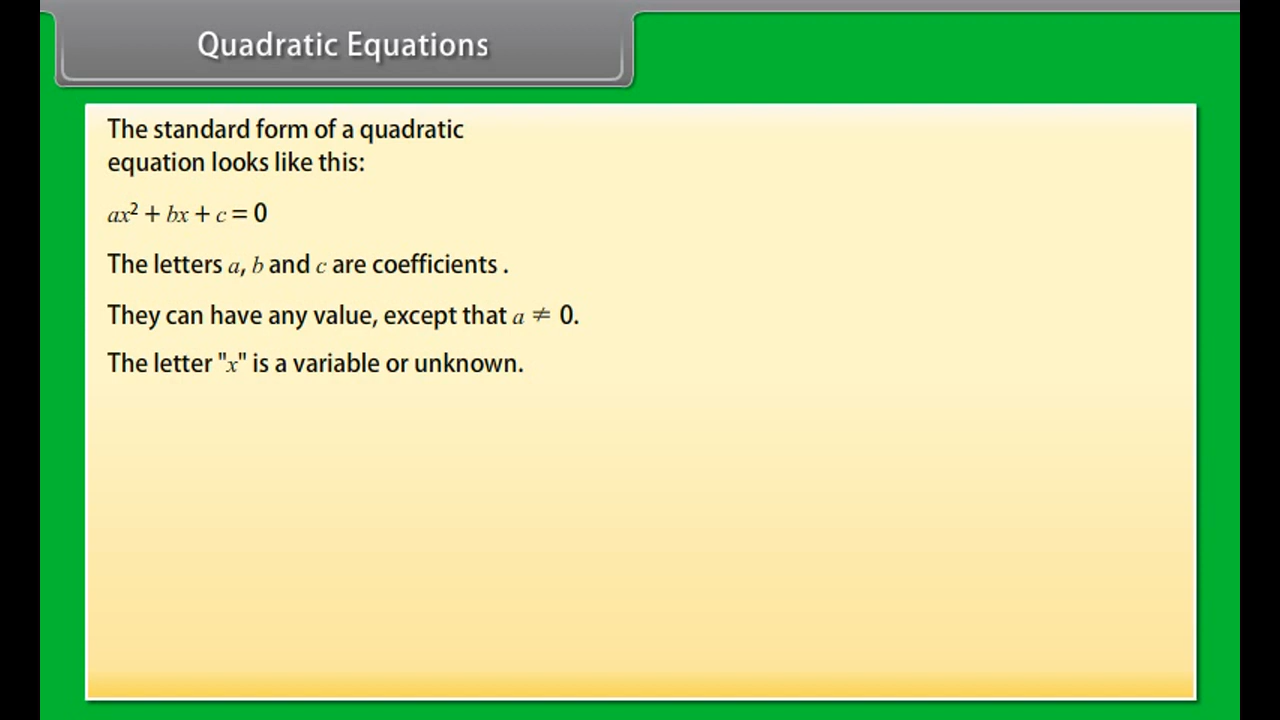 Quadratic Equations
The standard form of a quadratic
equation looks like this:
ax² + bx + c = 0
The letters a, b and c are coefficients .
They can have any value, except that a ≠ 0.
The letter "x" is a variable or unknown.